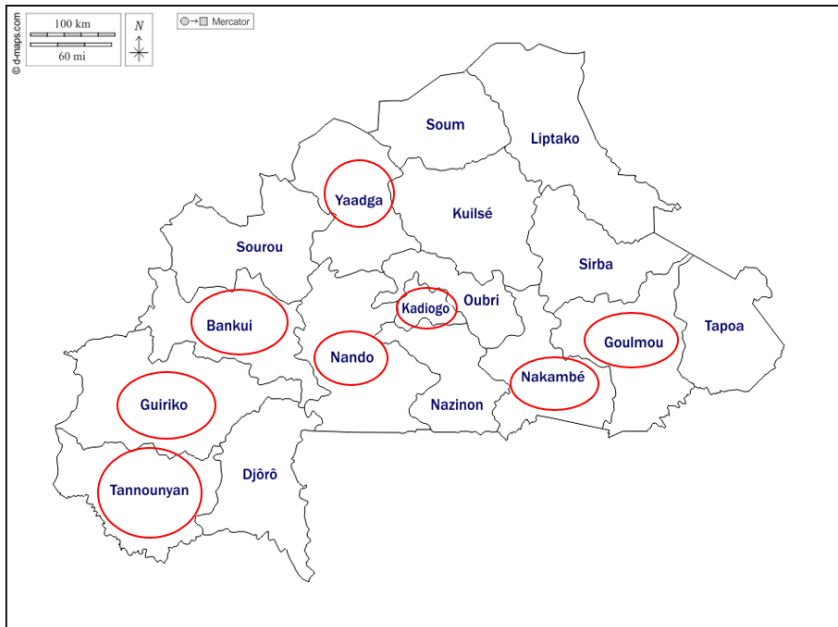 100 km
60 mi
N
Mercator
© d-maps.com
Soum
Liptako
Yaadga
Kuilsé
Sourou
Sirba
Oubri
Kadiogo
Bankui
Tapoa
Goulmou
Nando
Nakambé
Guiriko
Nazinon
Djôrô
Tannounyan